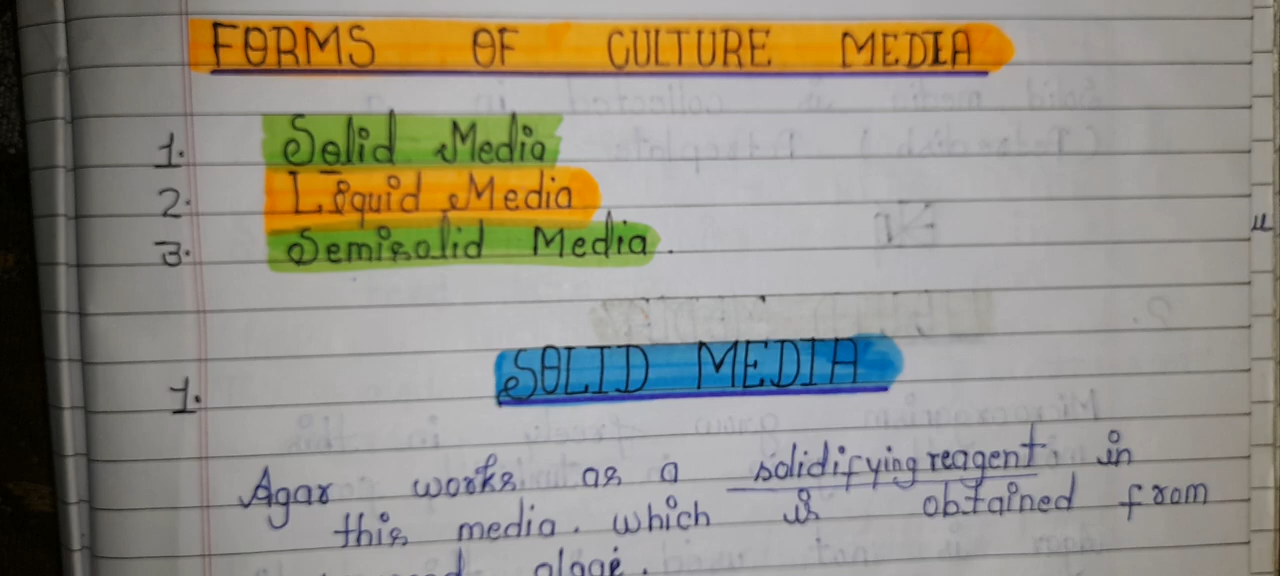 FORMS OF CULTURE MEDIA
1. Solid Media
2. Liquid Media
3. Semisolid Media.
1. SOLID MEDIA
Agar works as a solidifying reagent in
this media. which is obtained from
algae.